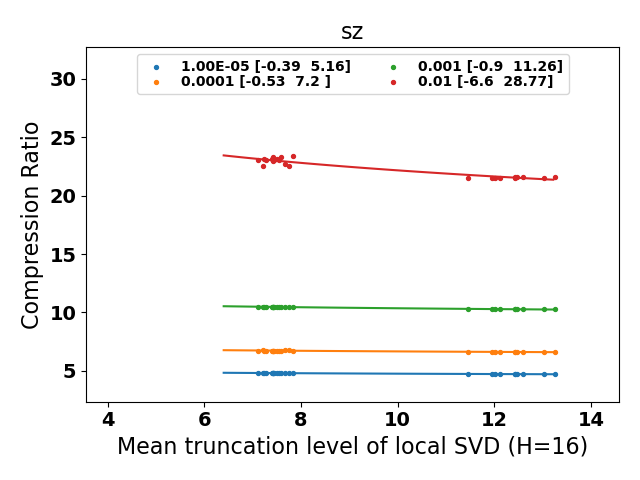 sz
1.00E-05 [-0.39  5.16]
0.0001 [-0.53  7.2 ]
0.001 [-0.9  11.26]
0.01 [-6.6  28.77]
Compression Ratio
30
25
20
15
10
5
4 6 8 10 12 14
Mean truncation level of local SVD (H=16)